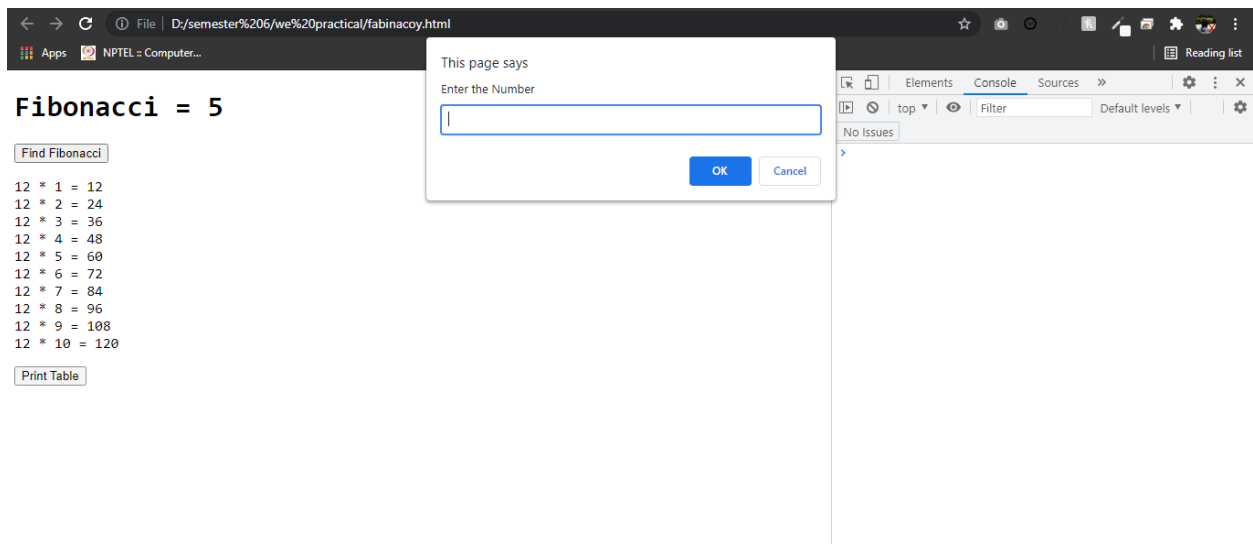 File D:/semester%206/we%20practical/fabinacoy.html
Apps NPTEL :: Computer... Reading list
This page says
Enter the Number
OK Cancel
Fibonacci = 5
Find Fibonacci
12 * 1 = 12
12 * 2 = 24
12 * 3 = 36
12 * 4 = 48
12 * 5 = 60
12 * 6 = 72
12 * 7 = 84
12 * 8 = 96
12 * 9 = 108
12 * 10 = 120
Print Table
Elements Console Sources »
top Filter Default levels
No Issues